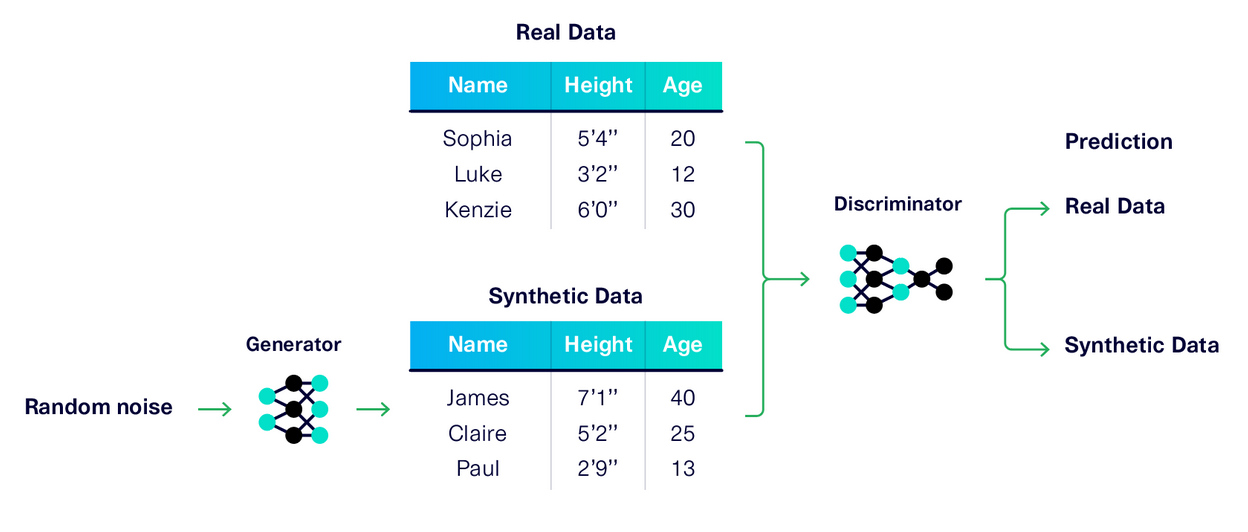 Real Data
Name Height Age
Sophia 5’4’’ 20
Luke 3’2’’ 12
Kenzie 6’0’’ 30
Synthetic Data
Name Height Age
James 7’1’’ 40
Claire 5’2’’ 25
Paul 2’9’’ 13
Random noise
Generator
Discriminator
Prediction
Real Data
Synthetic Data